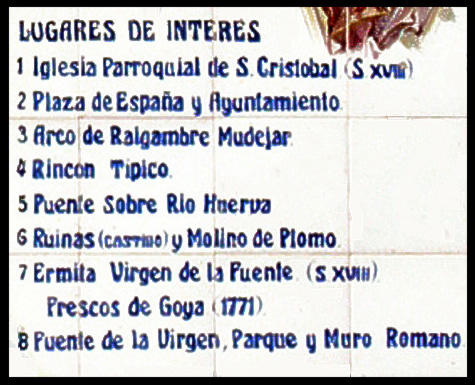 LUGARES DE INTERES
1 Iglesia Parroquial de S. Cristobal (S. XVIII)
2 Plaza de España y Ayuntamiento.
3 Arco de Raigambre Mudejar.
4 Rincon Tipico.
5 Puente Sobre Rio Huerva
6 Ruinas (CASTILLO) y Molino de Plomo.
7 Ermita Virgen de la Fuente. (S. XVIII).
Frescos de Goya (1771).
8 Fuente de la Virgen, Parque y Muro Romano.